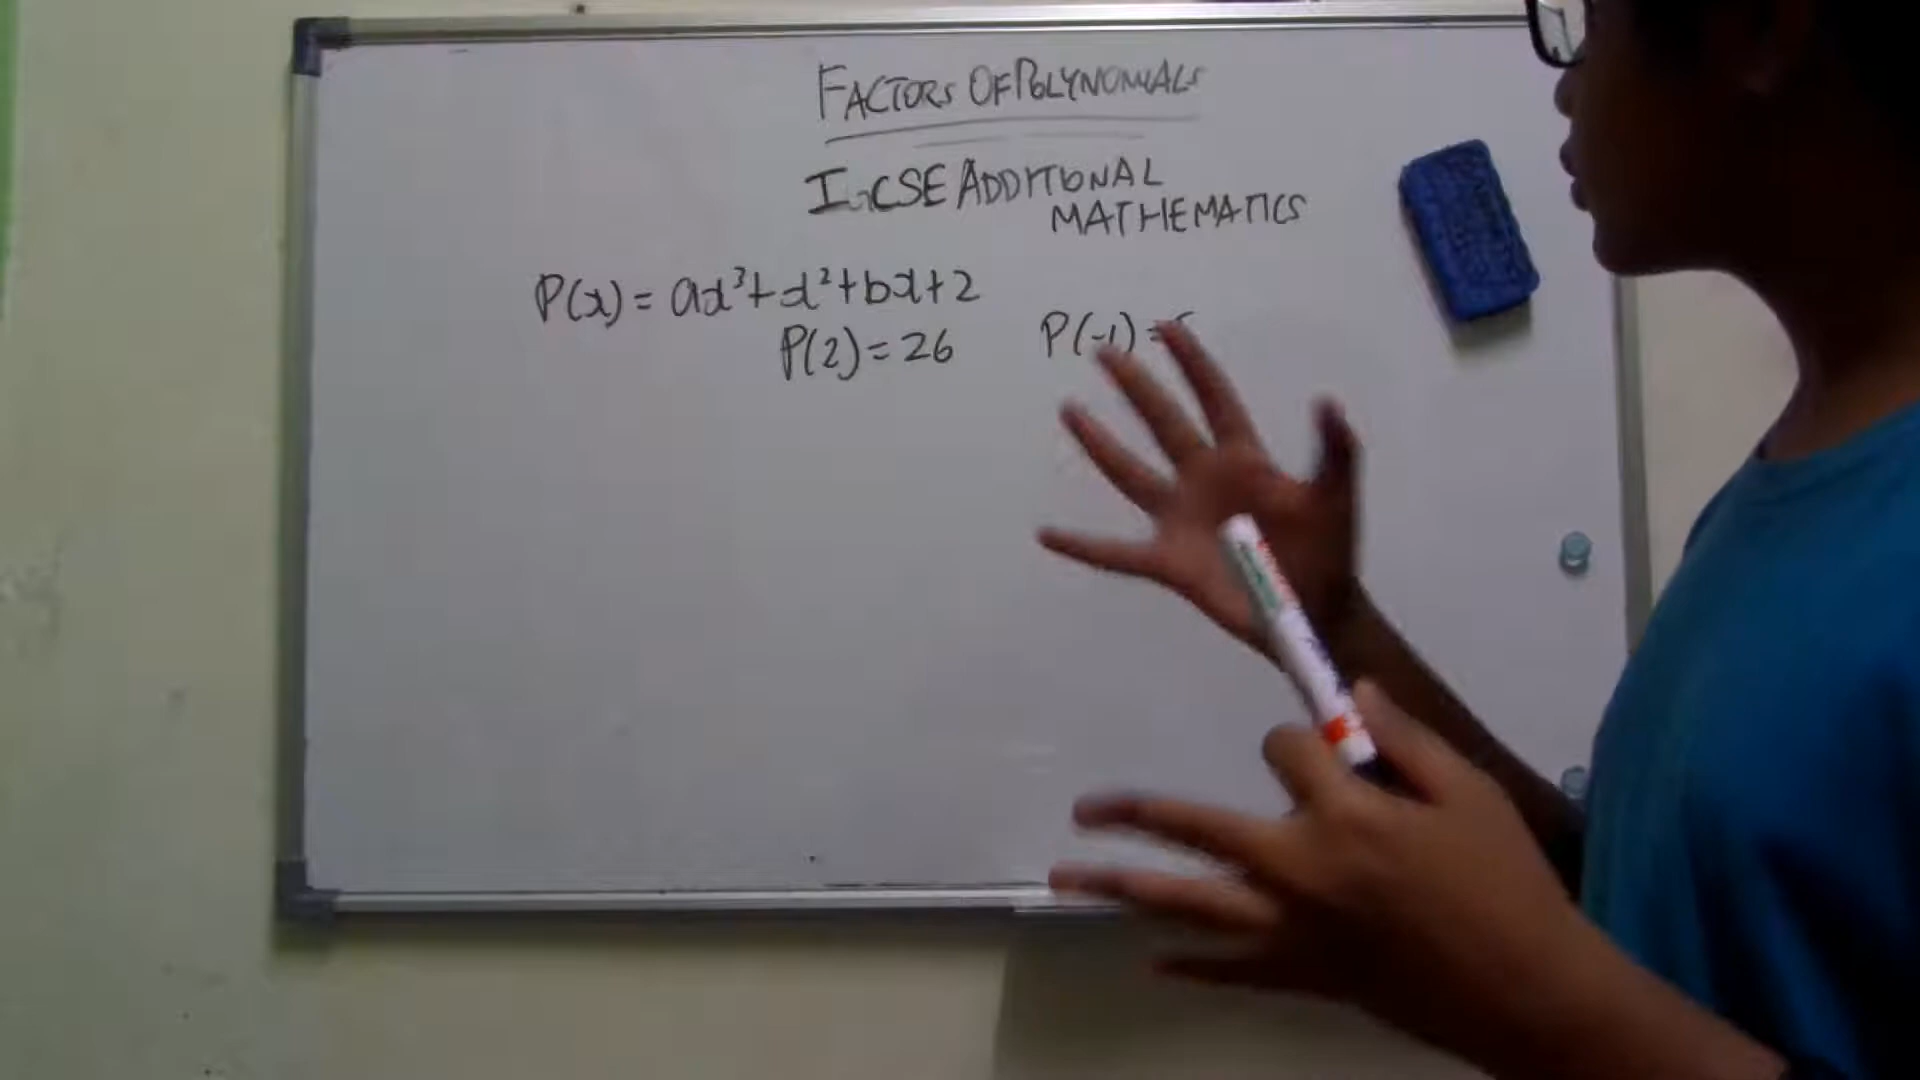 FACTORS OF POLYNOMIALS
IGCSE ADDITIONAL
MATHEMATICS
P(x) = ax³+x²+bx+2
P(2) = 26 P(-1) =